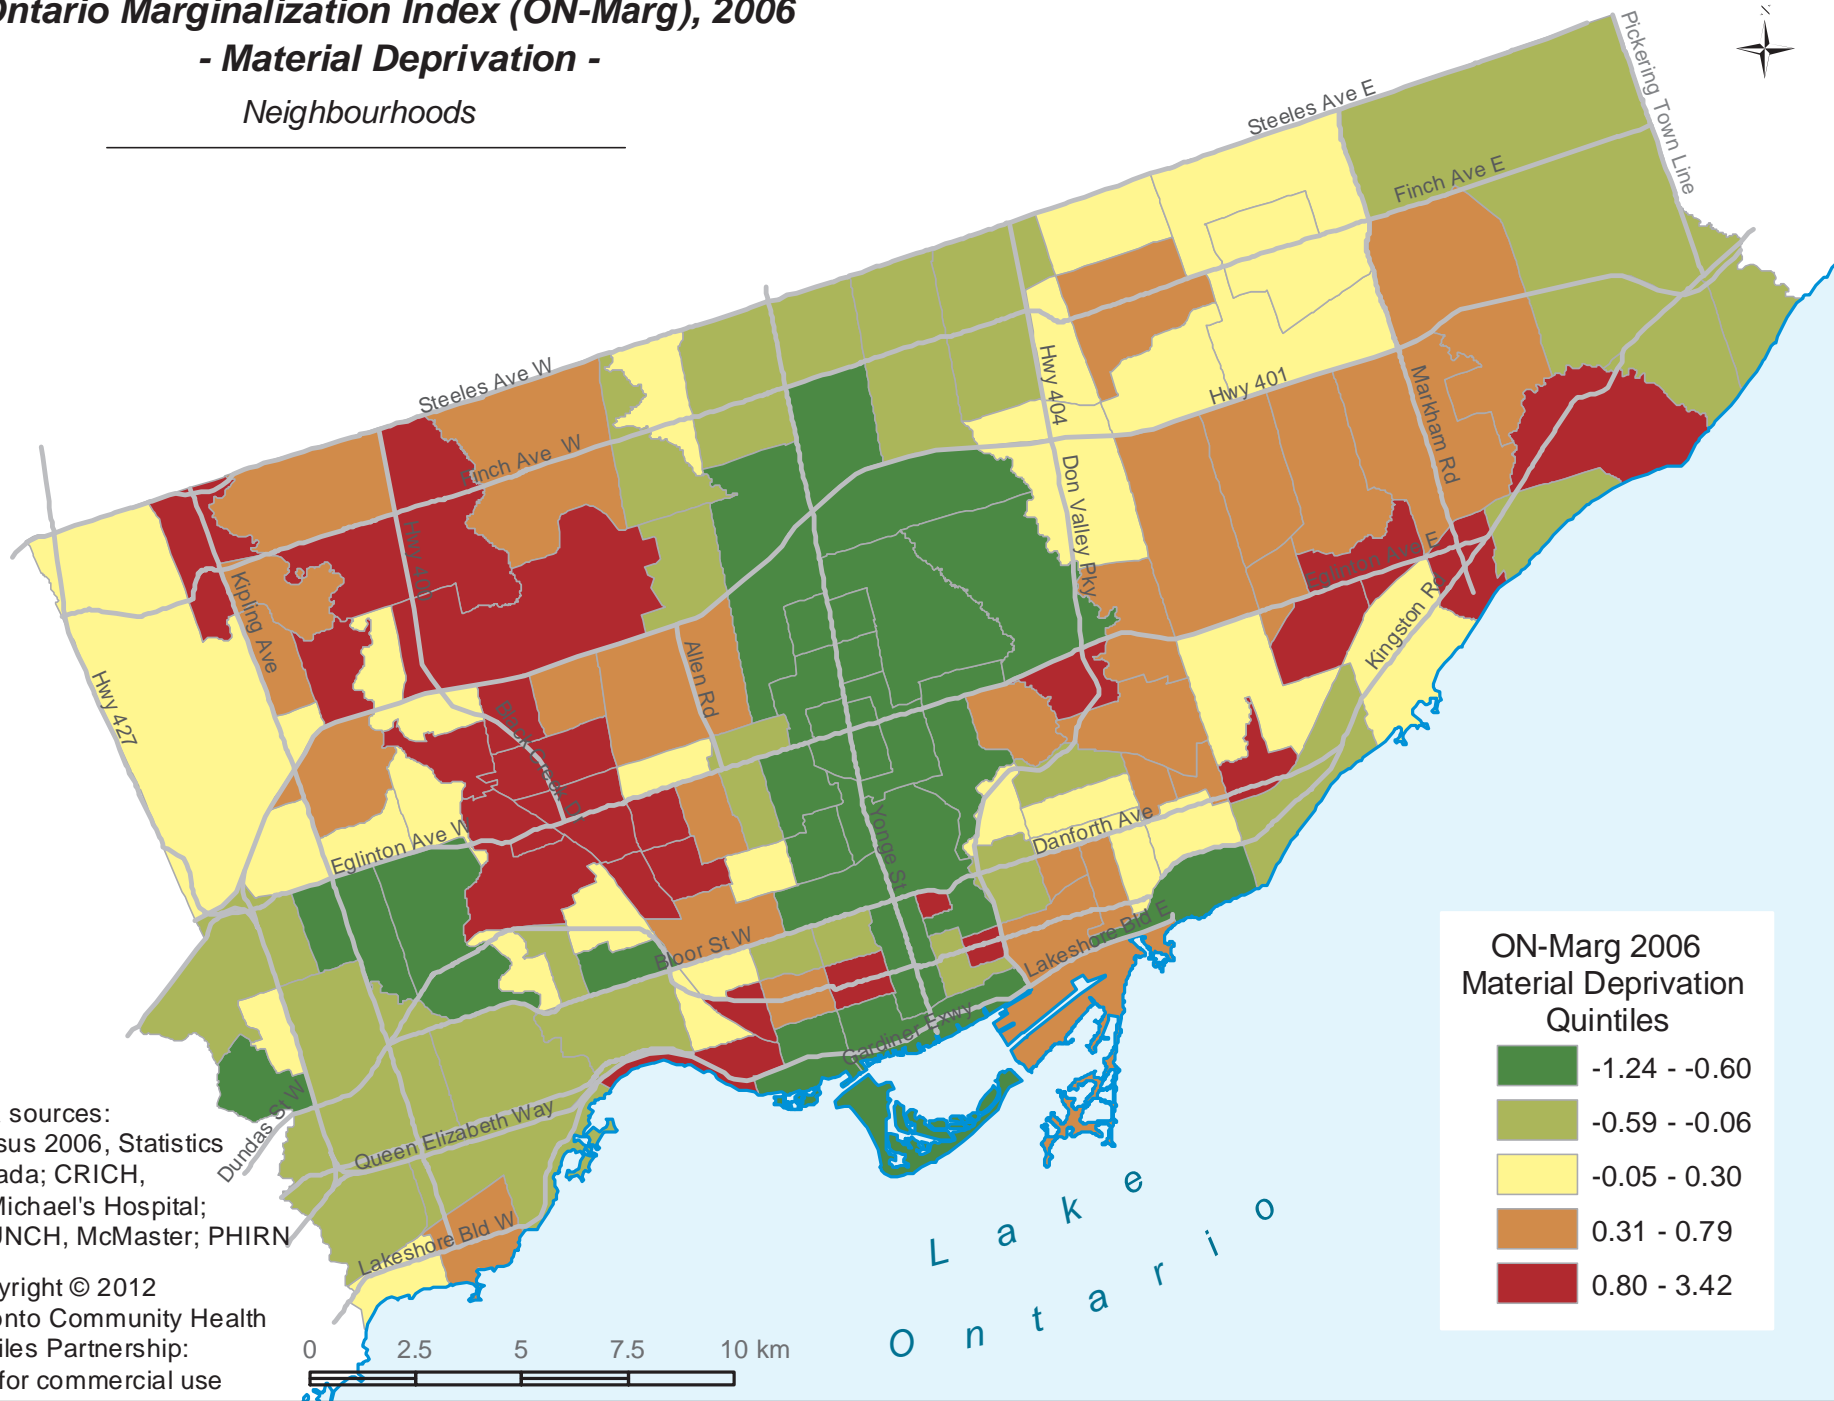 Ontario Marginalization Index (ON-Marg), 2006
- Material Deprivation -
Neighbourhoods
N
Pickering Town Line
Steeles Ave E
Finch Ave E
Hwy 404
Hwy 401
Markham Rd
Steeles Ave W
Finch Ave W
Don Valley Pky
Hwy 400
Eglinton Ave E
Kipling Ave
Kingston Rd
Allen Rd
Hwy 427
Black Creek Dr
Yonge St
Eglinton Ave W
Danforth Ave
Bloor St W
Lakeshore Bld E
Gardiner Expwy
Dundas St W
Queen Elizabeth Way
Lakeshore Bld W
Lake
Ontario
ON-Marg 2006
Material Deprivation
Quintiles
-1.24 - -0.60
-0.59 - -0.06
-0.05 - 0.30
0.31 - 0.79
0.80 - 3.42
sources:
sus 2006, Statistics
ada; CRICH,
Michael's Hospital;
UNCH, McMaster; PHIRN
yright © 2012
onto Community Health
iles Partnership:
for commercial use
0 2.5 5 7.5 10 km